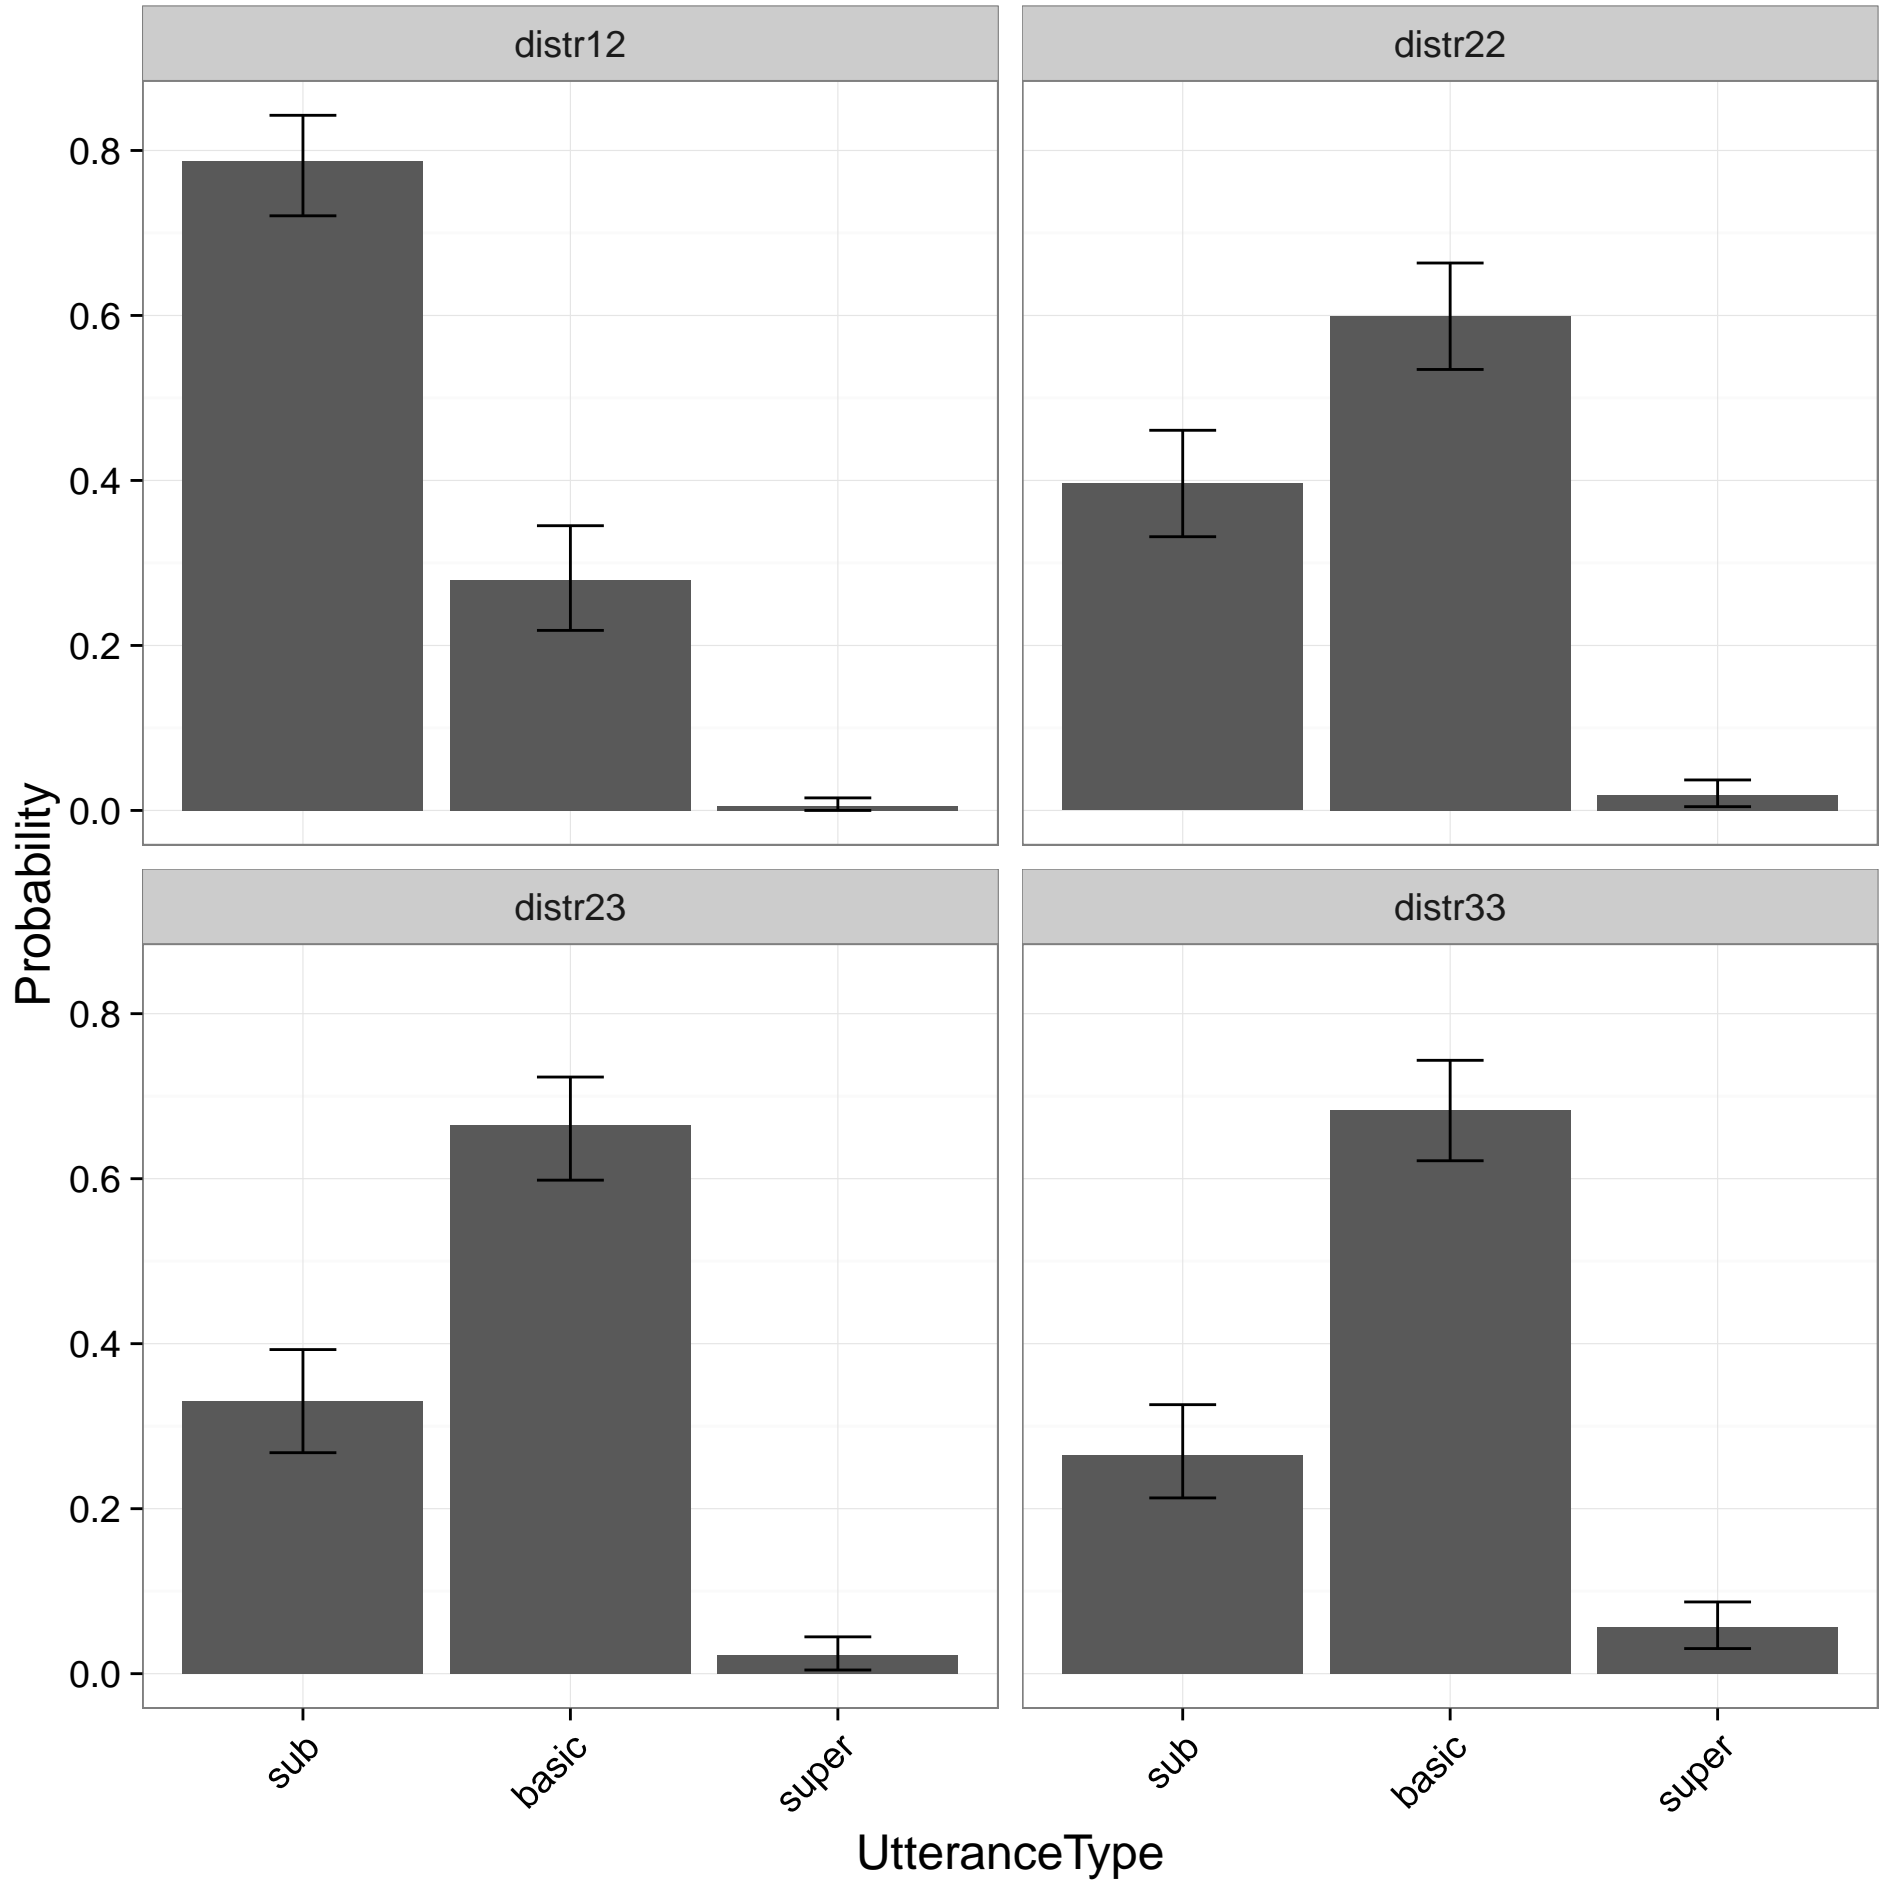 distr12
distr22
0.8
0.6
0.4
0.2
0.0
Probability
distr23
distr33
0.8
0.6
0.4
0.2
0.0
sub
basic
super
sub
basic
super
UtteranceType